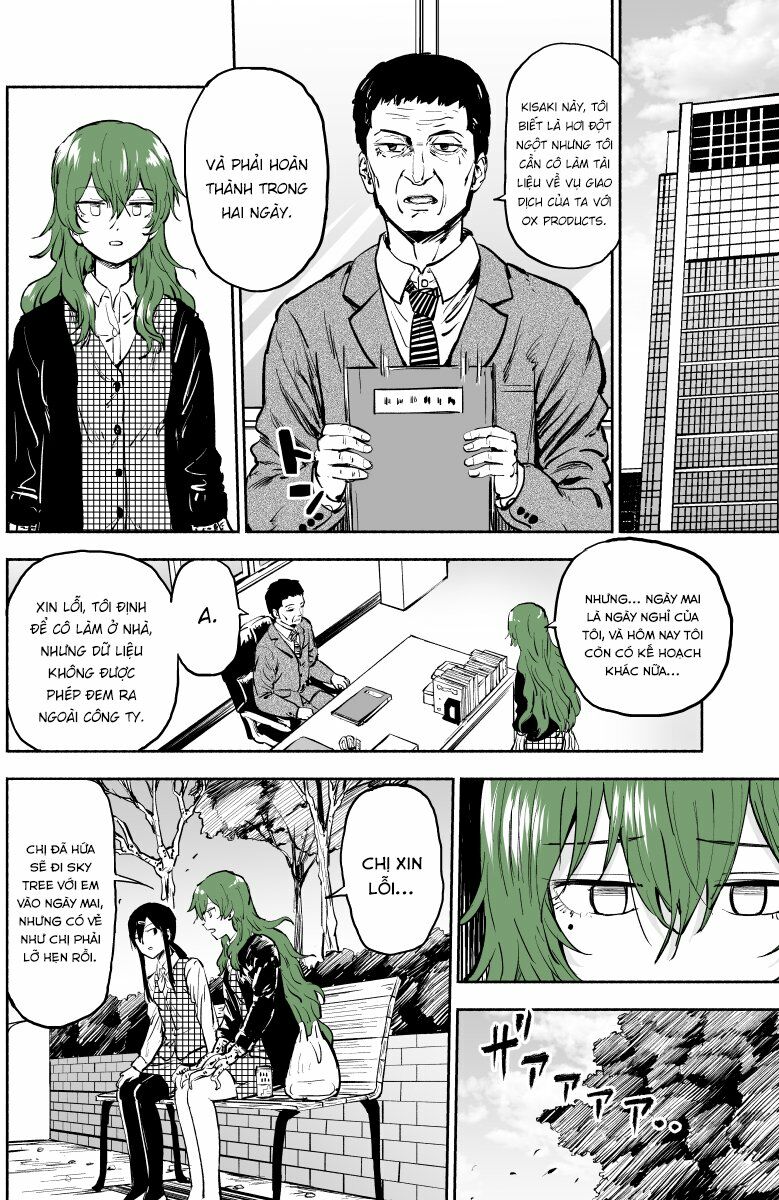 KISAKI NÀY, TÔI
BIẾT LÀ HƠI ĐỘT
NGỘT NHƯNG TÔI
CẦN CÔ LÀM TÀI
LIỆU VỀ VỤ GIAO
DỊCH CỦA TA VỚI
OX PRODUCTS.
VÀ PHẢI HOÀN
THÀNH TRONG
HAI NGÀY.
ドン
NHƯNG... NGÀY MAI
LÀ NGÀY NGHỈ CỦA
TÔI, VÀ HÔM NAY TÔI
CÒN CÓ KẾ HOẠCH
KHÁC NỮA...
A.
XIN LỖI, TÔI ĐỊNH
ĐỂ CÔ LÀM Ở NHÀ,
NHƯNG DỮ LIỆU
KHÔNG ĐƯỢC
PHÉP ĐEM RA
NGOÀI CÔNG TY.
CHỊ XIN
LỖI...
CHỊ ĐÃ HỨA
SẼ ĐI SKY
TREE VỚI EM
VÀO NGÀY MAI,
NHƯNG CÓ VẺ
NHƯ CHỊ PHẢI
LỠ HẸN RỒI.
ザァァァァ..